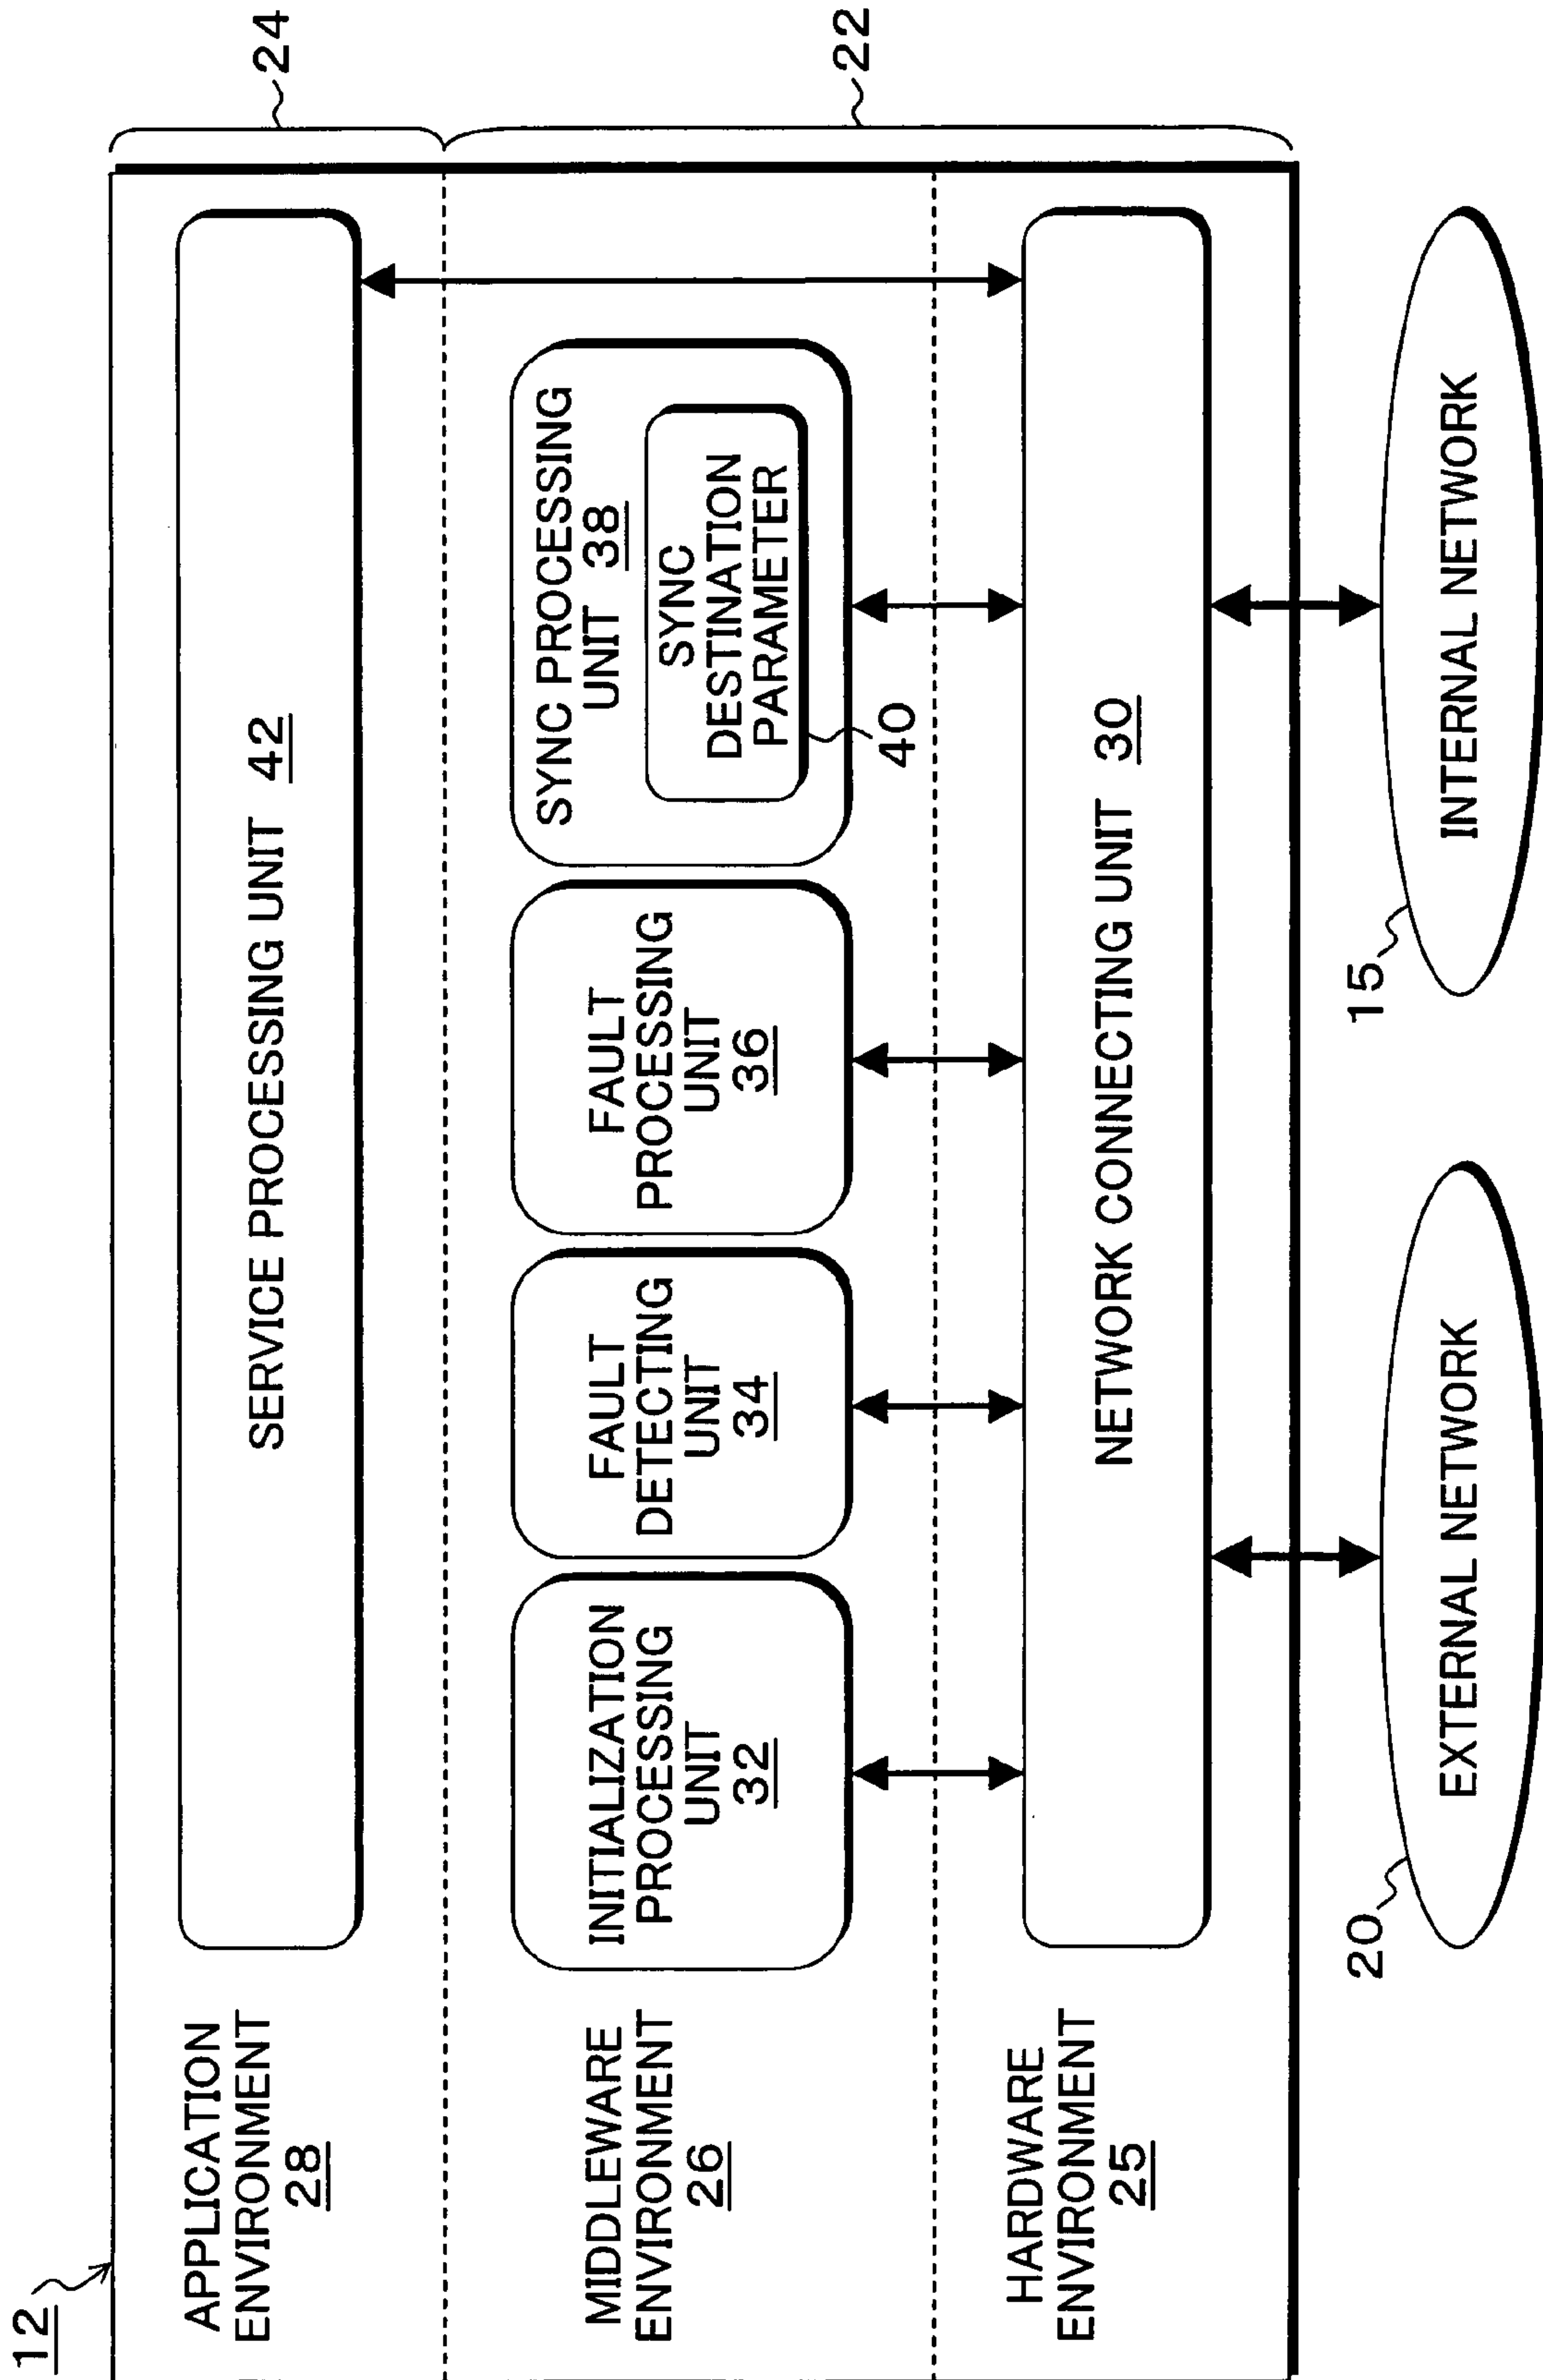 12
24
22
APPLICATION
ENVIRONMENT
28
SERVICE PROCESSING UNIT 42
MIDDLEWARE
ENVIRONMENT
26
INITIALIZATION
PROCESSING
UNIT
32
FAULT
DETECTING
UNIT
34
FAULT
PROCESSING
UNIT
36
SYNC PROCESSING
UNIT 38
SYNC
DESTINATION
PARAMETER
40
HARDWARE
ENVIRONMENT
25
NETWORK CONNECTING UNIT 30
20
EXTERNAL NETWORK
15
INTERNAL NETWORK